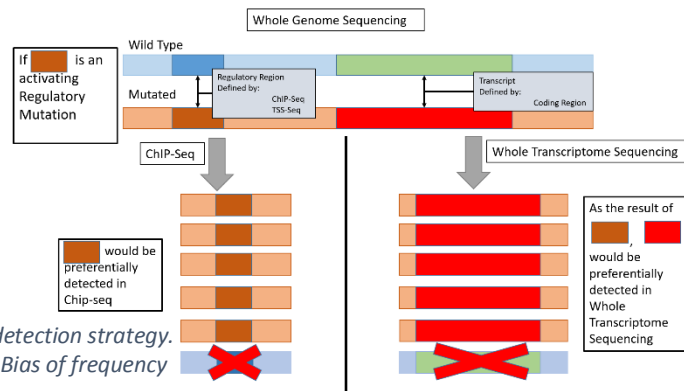 Whole Genome Sequencing
Wild Type
If is an
activating
Regulatory
Mutation
Mutated
Regulatory Region
Defined by:
ChIP-Seq
TSS-Seq
Transcript
Defined by:
Coding Region
ChIP-Seq
Whole Transcriptome Sequencing
would be
preferentially
detected in
Chip-seq
As the result of
,
would be
preferentially
detected in
Whole
Transcriptome
Sequencing
detection strategy.
Bias of frequency